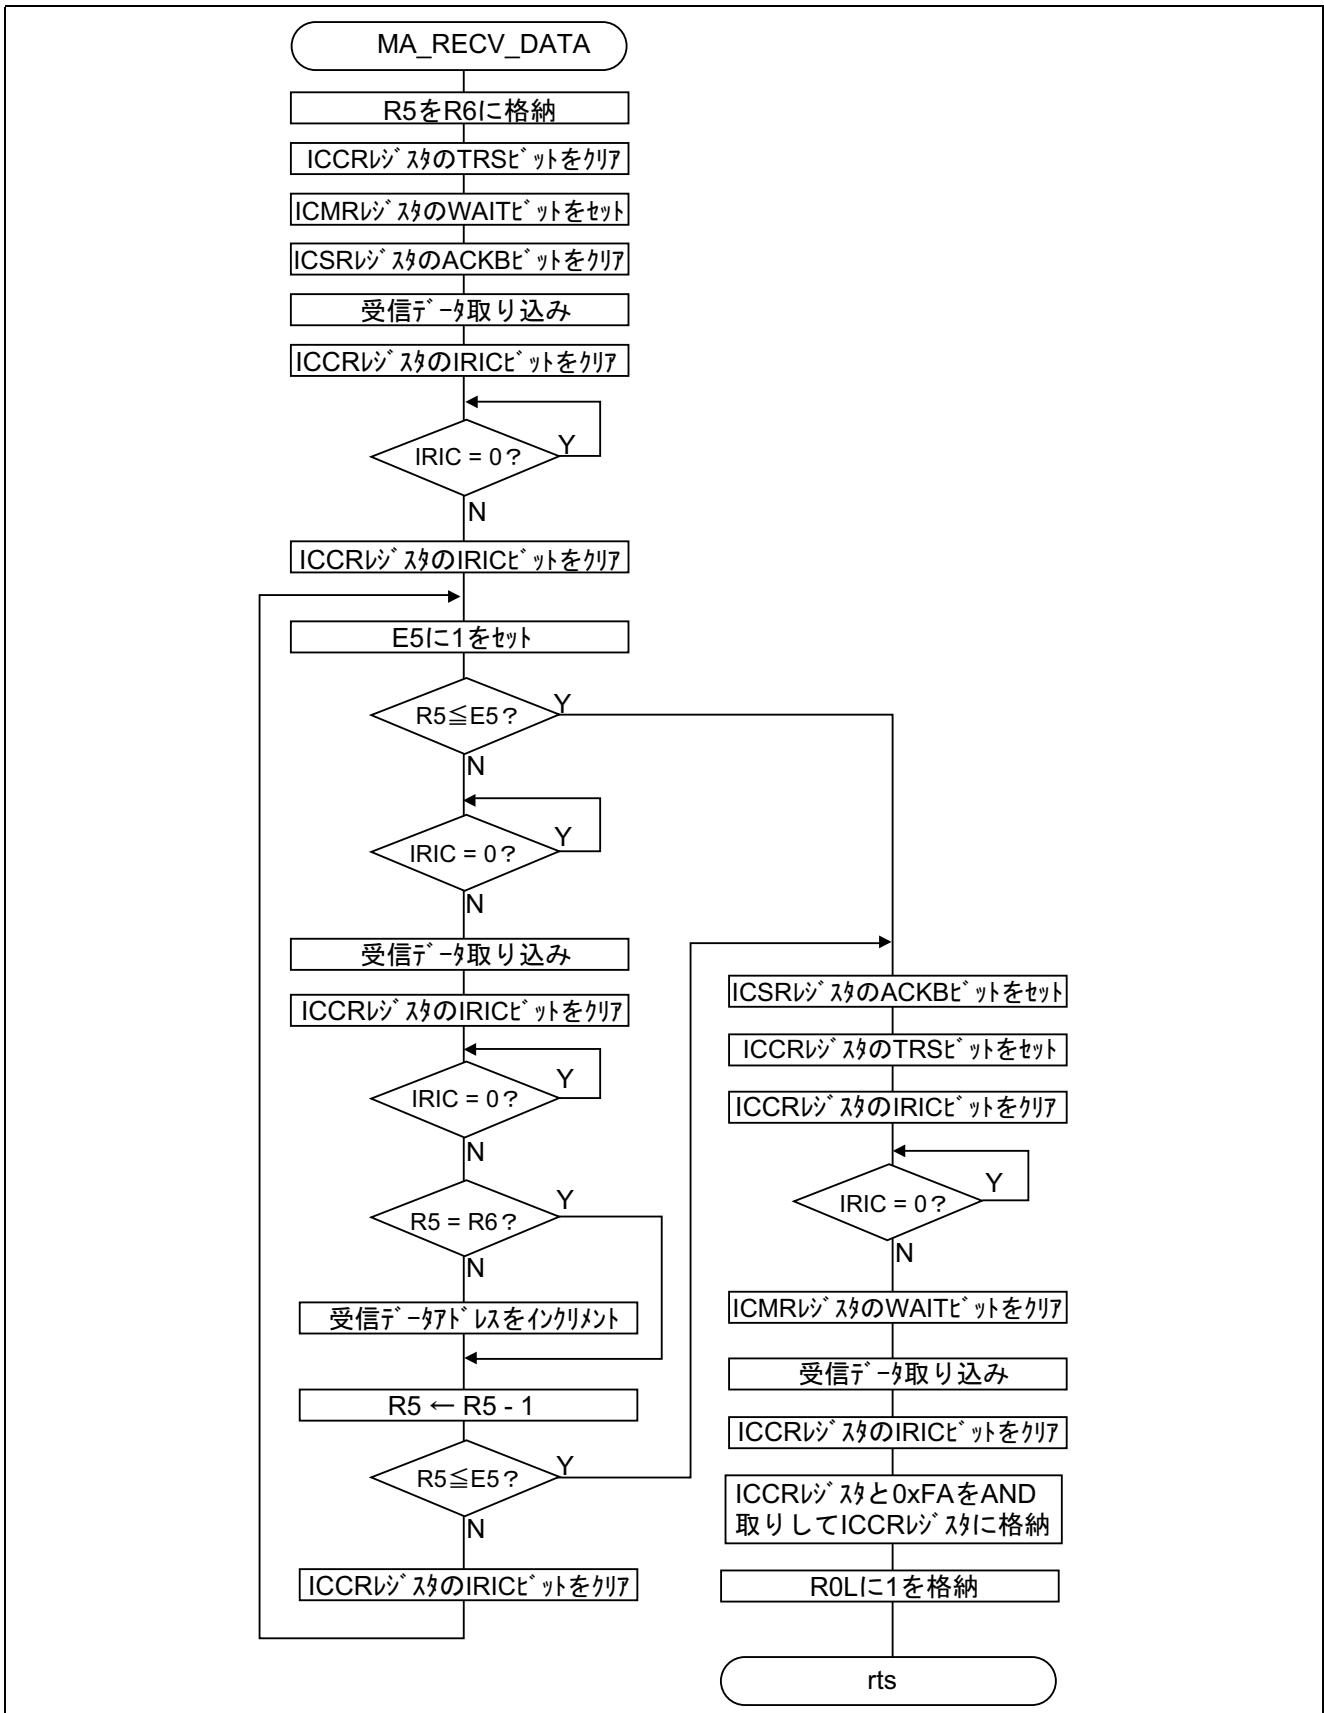 MA_RECV_DATA
R5をR6に格納
ICCRﾚｼﾞｽﾀのTRSﾋﾞｯﾄをｸﾘｱ
ICMRﾚｼﾞｽﾀのWAITﾋﾞｯﾄをｾｯﾄ
ICSRﾚｼﾞｽﾀのACKBﾋﾞｯﾄをｸﾘｱ
受信ﾃﾞｰﾀ取り込み
ICCRﾚｼﾞｽﾀのIRICﾋﾞｯﾄをｸﾘｱ
IRIC = 0？
Y
N
ICCRﾚｼﾞｽﾀのIRICﾋﾞｯﾄをｸﾘｱ
E5に1をｾｯﾄ
R5≦E5？
Y
N
IRIC = 0？
Y
N
受信ﾃﾞｰﾀ取り込み
ICCRﾚｼﾞｽﾀのIRICﾋﾞｯﾄをｸﾘｱ
IRIC = 0？
Y
N
R5 = R6？
Y
N
受信ﾃﾞｰﾀｱﾄﾞﾚｽをｲﾝｸﾘﾒﾝﾄ
R5 ← R5 - 1
R5≦E5？
Y
N
ICCRﾚｼﾞｽﾀのIRICﾋﾞｯﾄをｸﾘｱ
ICSRﾚｼﾞｽﾀのACKBﾋﾞｯﾄをｾｯﾄ
ICCRﾚｼﾞｽﾀのTRSﾋﾞｯﾄをｾｯﾄ
ICCRﾚｼﾞｽﾀのIRICﾋﾞｯﾄをｸﾘｱ
IRIC = 0？
Y
N
ICMRﾚｼﾞｽﾀのWAITﾋﾞｯﾄをｸﾘｱ
受信ﾃﾞｰﾀ取り込み
ICCRﾚｼﾞｽﾀのIRICﾋﾞｯﾄをｸﾘｱ
ICCRﾚｼﾞｽﾀと0xFAをAND
取りしてICCRﾚｼﾞｽﾀに格納
R0Lに1を格納
rts